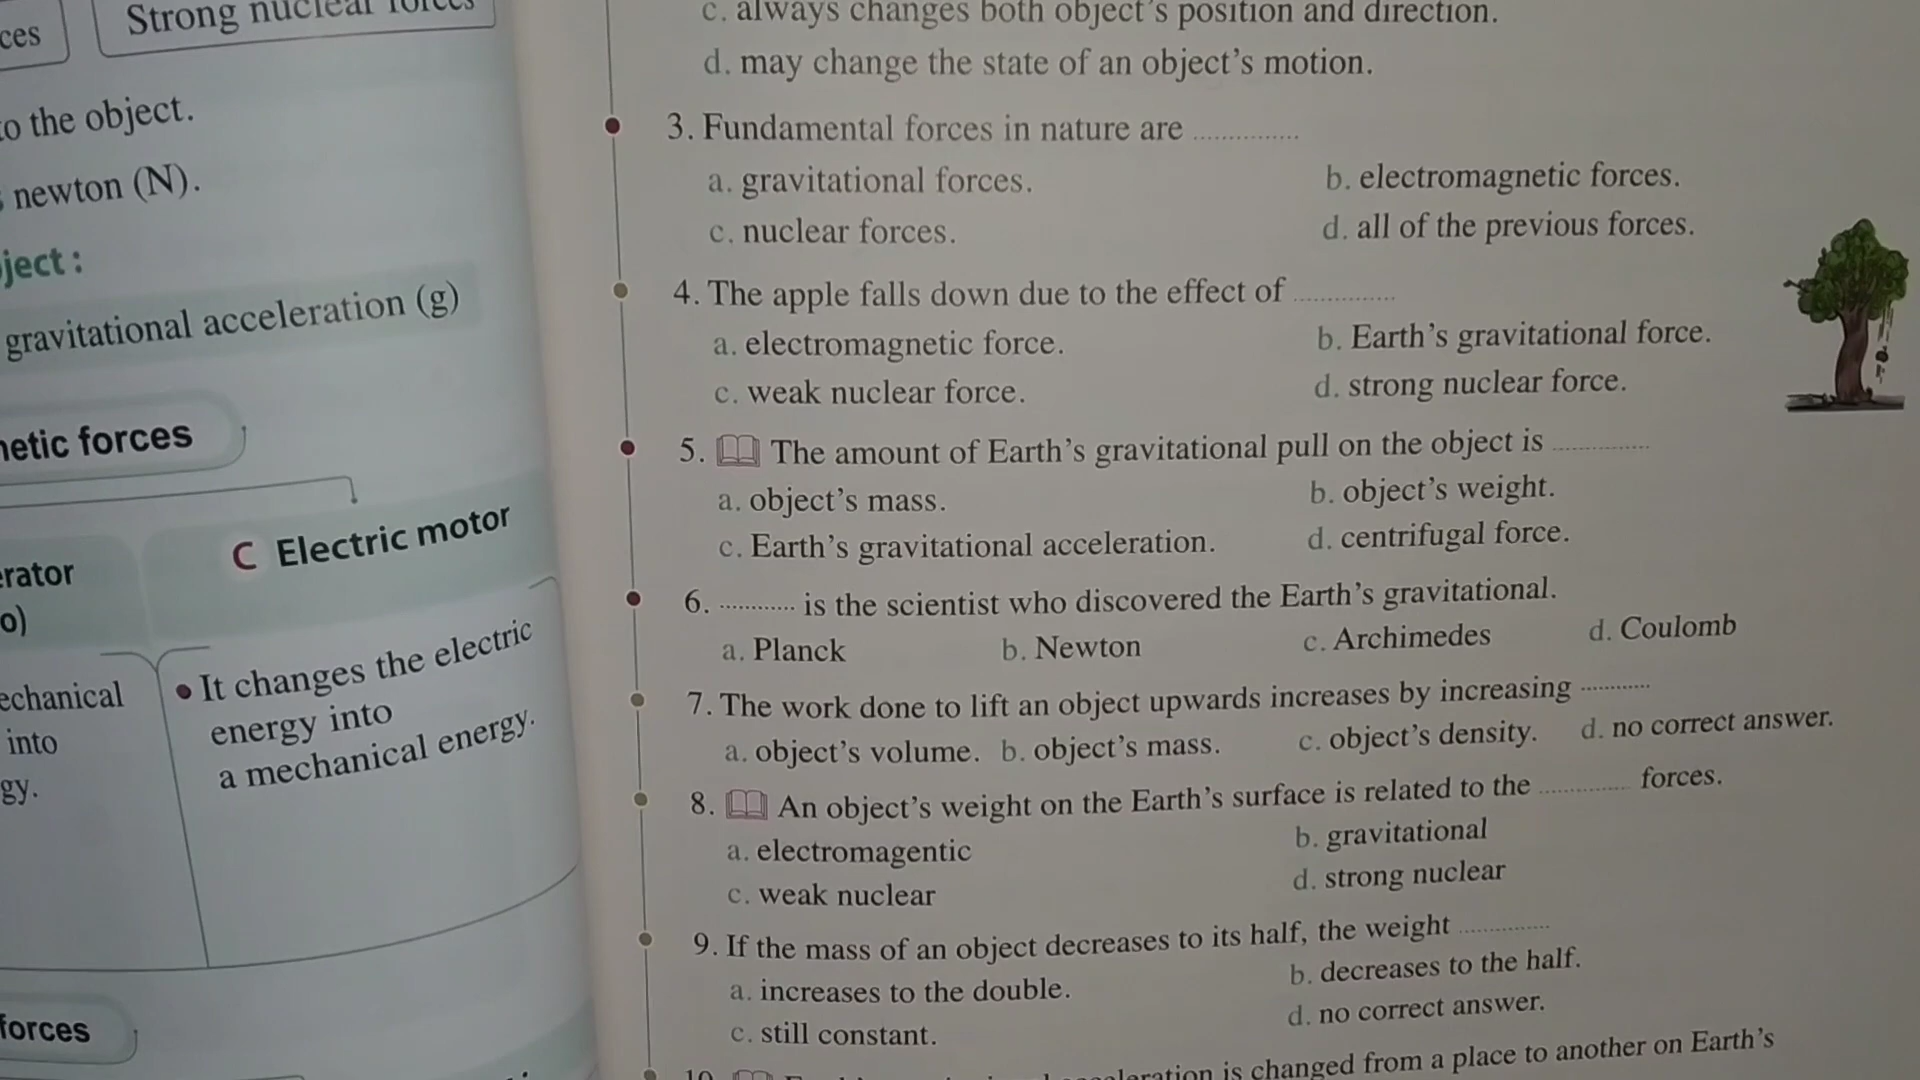 ces
Strong nuclear forces
to the object.
newton (N).
ject :
gravitational acceleration (g)
netic forces
erator
o)
C Electric motor
echanical
into
gy.
• It changes the electric
energy into
a mechanical energy.
forces
c. always changes both object's position and direction.
d. may change the state of an object's motion.
3. Fundamental forces in nature are ..............
a. gravitational forces.
b. electromagnetic forces.
c. nuclear forces.
d. all of the previous forces.
4. The apple falls down due to the effect of ..............
a. electromagnetic force.
b. Earth's gravitational force.
c. weak nuclear force.
d. strong nuclear force.
5. The amount of Earth's gravitational pull on the object is ..............
a. object's mass.
b. object's weight.
c. Earth's gravitational acceleration.
d. centrifugal force.
6. ............ is the scientist who discovered the Earth's gravitational.
a. Planck b. Newton c. Archimedes d. Coulomb
7. The work done to lift an object upwards increases by increasing ............
a. object's volume. b. object's mass. c. object's density. d. no correct answer.
8. An object's weight on the Earth's surface is related to the .............. forces.
a. electromagentic
b. gravitational
c. weak nuclear
d. strong nuclear
9. If the mass of an object decreases to its half, the weight ..............
a. increases to the double.
b. decreases to the half.
c. still constant.
d. no correct answer.
10. is changed from a place to another on Earth's